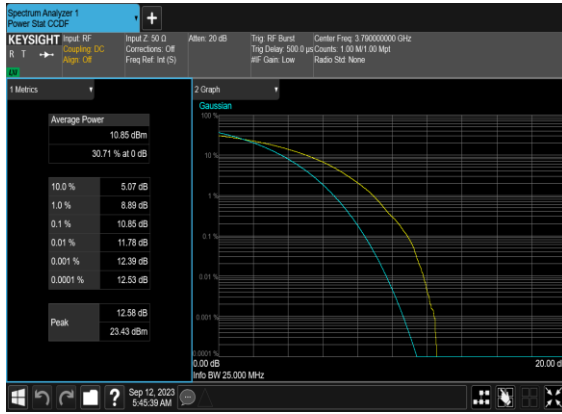 Spectrum Analyzer 1
Power Stat CCDF
+
KEYSIGHT
R T
LU
Input: RF
Coupling: DC
Align: Off
Input Z: 50 Ω
Corrections: Off
Freq Ref: Int (S)
Atten: 20 dB
Trig: RF Burst
Trig Delay: 500.0 µs
#IF Gain: Low
Center Freq: 3.790000000 GHz
Counts: 1.00 M/1.00 Mpt
Radio Std: None
1 Metrics
Average Power
10.85 dBm
30.71 % at 0 dB
10.0 % 5.07 dB
1.0 % 8.89 dB
0.1 % 10.85 dB
0.01 % 11.78 dB
0.001 % 12.39 dB
0.0001 % 12.53 dB
Peak
12.58 dB
23.43 dBm
2 Graph
Gaussian
100 %
10 %
1 %
0.1 %
0.01 %
0.001 %
0.0001 %
0.00 dB
20.00 d
Info BW 25.000 MHz
?
Sep 12, 2023
5:45:39 AM